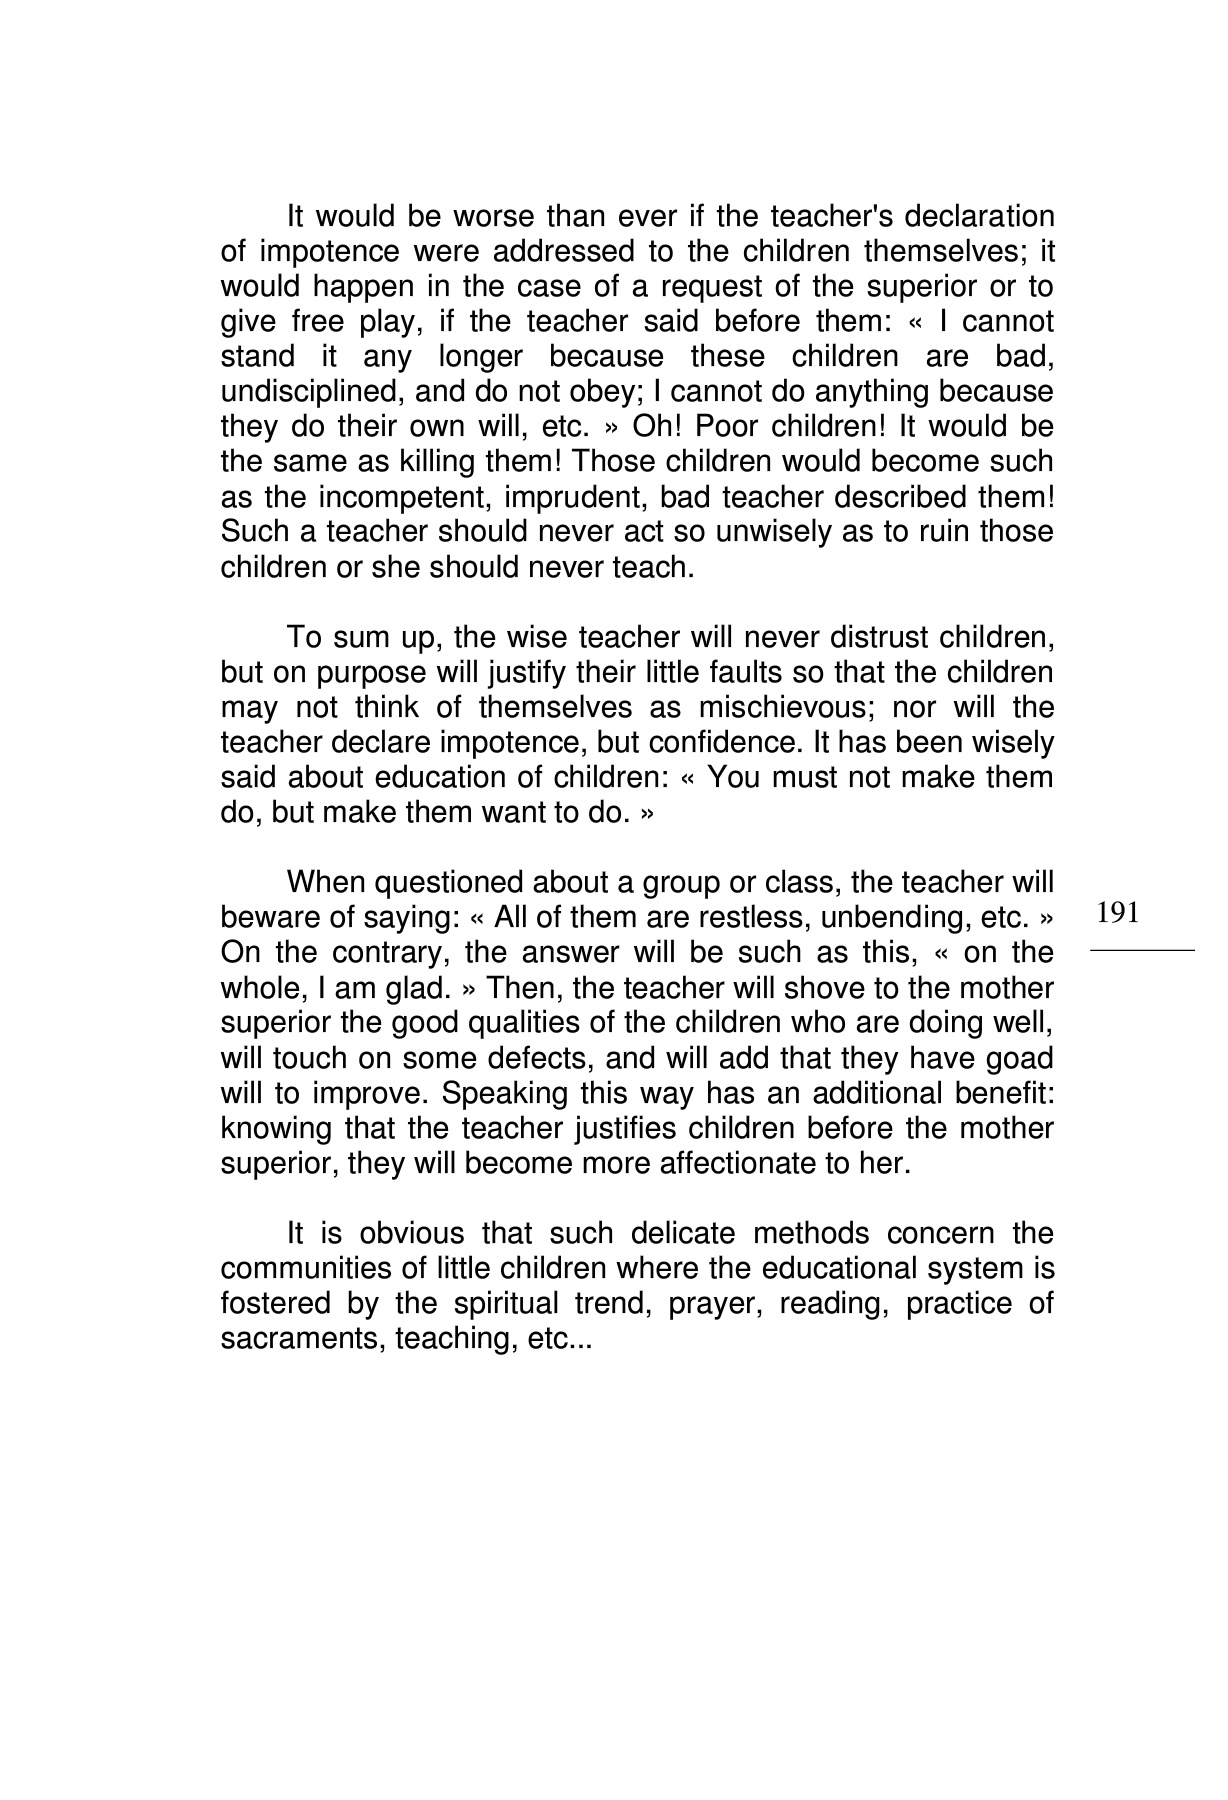 It would be worse than ever if the teacher's declaration
of impotence were addressed to the children themselves; it
would happen in the case of a request of the superior or to
give free play, if the teacher said before them: « I cannot
stand it any longer because these children are bad,
undisciplined, and do not obey; I cannot do anything because
they do their own will, etc. » Oh! Poor children! It would be
the same as killing them! Those children would become such
as the incompetent, imprudent, bad teacher described them!
Such a teacher should never act so unwisely as to ruin those
children or she should never teach.
To sum up, the wise teacher will never distrust children,
but on purpose will justify their little faults so that the children
may not think of themselves as mischievous; nor will the
teacher declare impotence, but confidence. It has been wisely
said about education of children: « You must not make them
do, but make them want to do. »
When questioned about a group or class, the teacher will
beware of saying: « All of them are restless, unbending, etc. »
On the contrary, the answer will be such as this, « on the
whole, I am glad. » Then, the teacher will shove to the mother
superior the good qualities of the children who are doing well,
will touch on some defects, and will add that they have goad
will to improve. Speaking this way has an additional benefit:
knowing that the teacher justifies children before the mother
superior, they will become more affectionate to her.
It is obvious that such delicate methods concern the
communities of little children where the educational system is
fostered by the spiritual trend, prayer, reading, practice of
sacraments, teaching, etc...
191